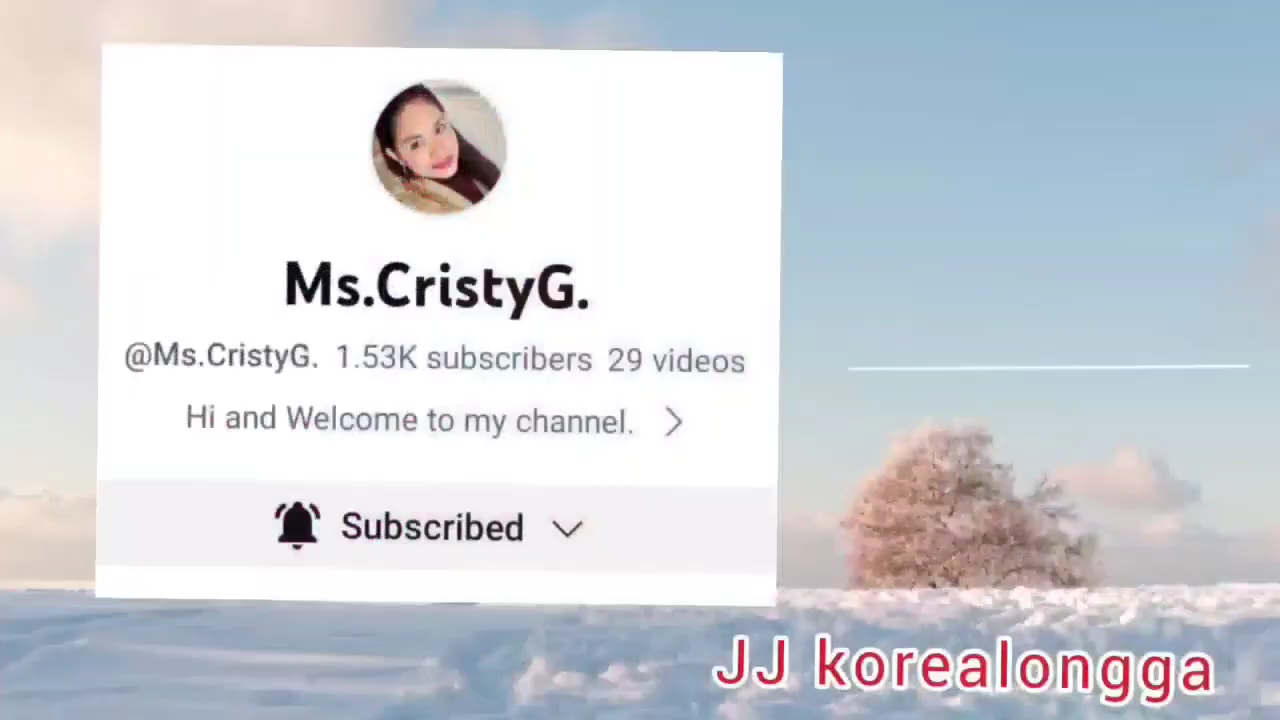 Ms.CristyG.
@Ms.CristyG. 1.53K subscribers 29 videos
Hi and Welcome to my channel.
Subscribed
JJ korealongga